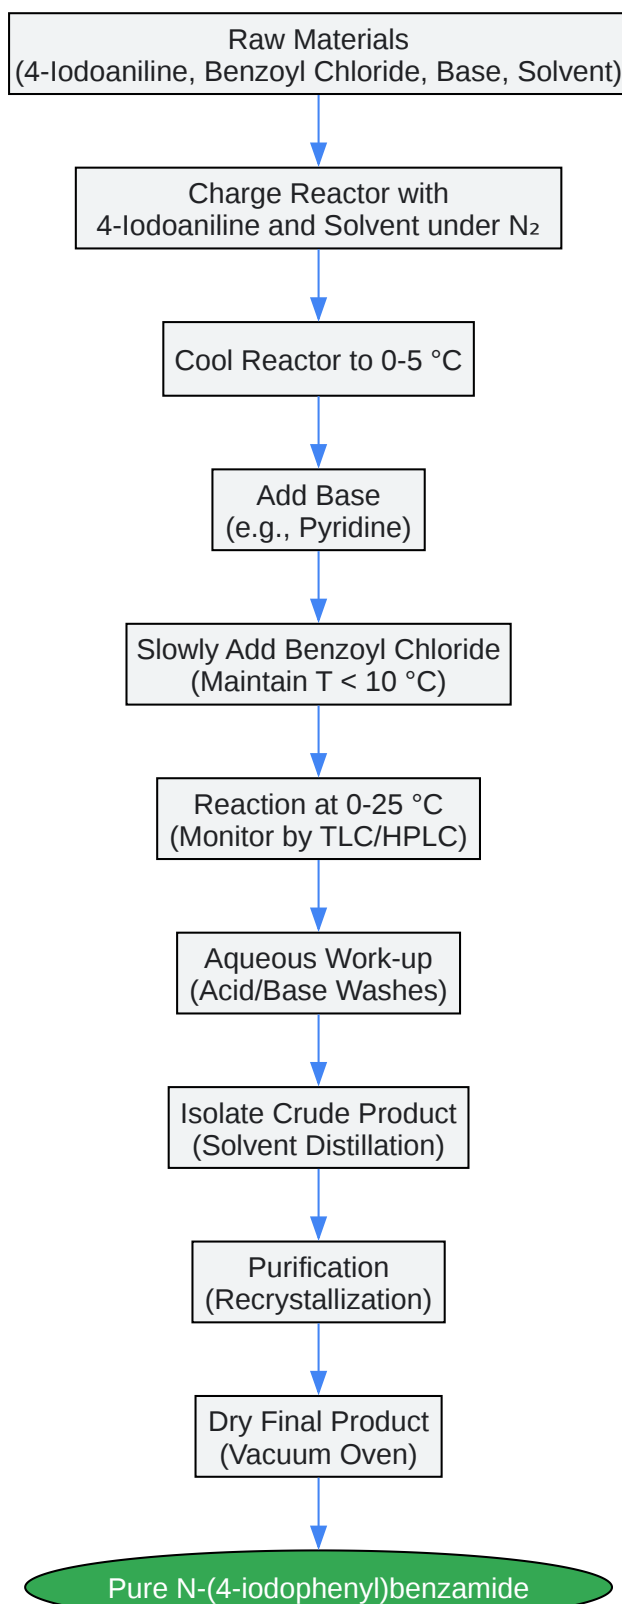 Raw Materials
(4-Iodoaniline, Benzoyl Chloride, Base, Solvent)
Charge Reactor with
4-Iodoaniline and Solvent under N₂
Cool Reactor to 0-5 °C
Add Base
(e.g., Pyridine)
Slowly Add Benzoyl Chloride
(Maintain T < 10 °C)
Reaction at 0-25 °C
(Monitor by TLC/HPLC)
Aqueous Work-up
(Acid/Base Washes)
Isolate Crude Product
(Solvent Distillation)
Purification
(Recrystallization)
Dry Final Product
(Vacuum Oven)
Pure N-(4-iodophenyl)benzamide